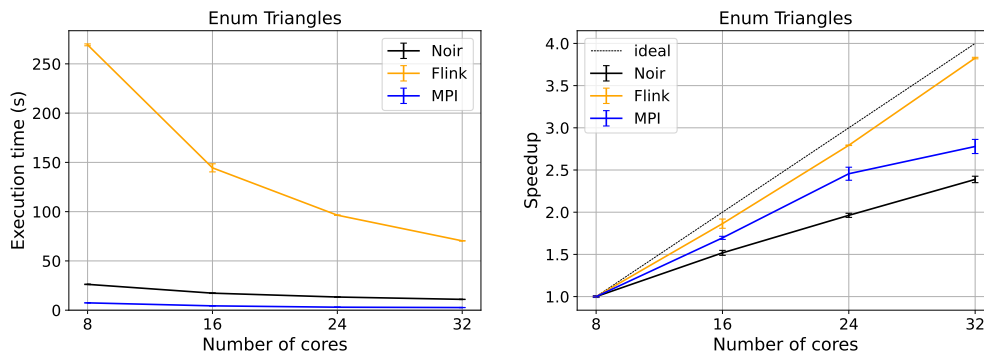 Enum Triangles
Execution time (s)
250
200
150
100
50
0
8
16
24
32
Number of cores
Noir
Flink
MPI
Enum Triangles
Speedup
4.0
3.5
3.0
2.5
2.0
1.5
1.0
8
16
24
32
Number of cores
ideal
Noir
Flink
MPI